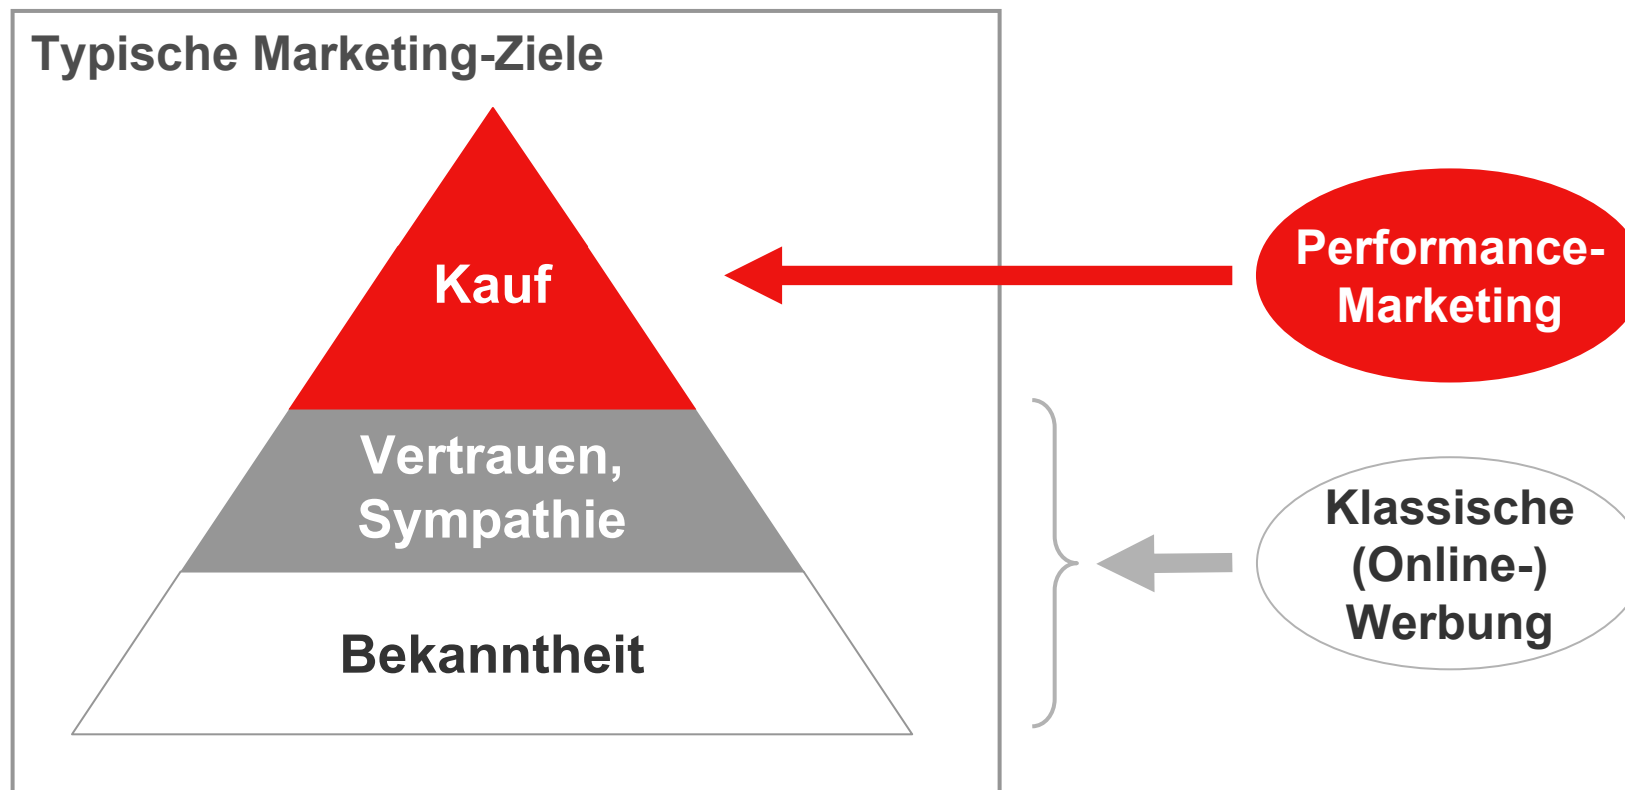 Typische Marketing-Ziele
Kauf
Vertrauen,
Sympathie
Bekanntheit
Performance-
Marketing
Klassische
(Online-)
Werbung